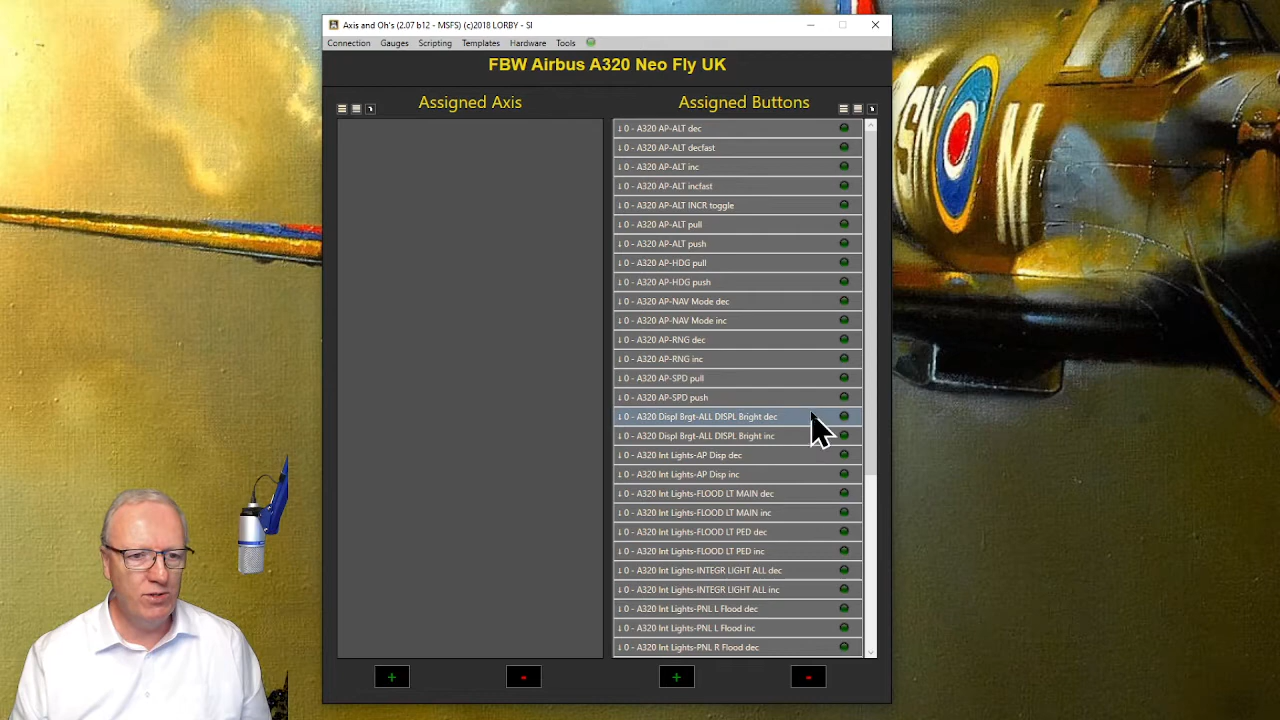 Axis and Oh's (2.07 b12 - MSFS) (c)2018 LORBY - SI
Connection Gauges Scripting Templates Hardware Tools
FBW Airbus A320 Neo Fly UK
Assigned Axis
Assigned Buttons
↓ 0 - A320 AP-ALT dec
↓ 0 - A320 AP-ALT decfast
↓ 0 - A320 AP-ALT inc
↓ 0 - A320 AP-ALT incfast
↓ 0 - A320 AP-ALT INCR toggle
↓ 0 - A320 AP-ALT pull
↓ 0 - A320 AP-ALT push
↓ 0 - A320 AP-HDG pull
↓ 0 - A320 AP-HDG push
↓ 0 - A320 AP-NAV Mode dec
↓ 0 - A320 AP-NAV Mode inc
↓ 0 - A320 AP-RNG dec
↓ 0 - A320 AP-RNG inc
↓ 0 - A320 AP-SPD pull
↓ 0 - A320 AP-SPD push
↓ 0 - A320 Displ Brgt-ALL DISPL Bright dec
↓ 0 - A320 Displ Brgt-ALL DISPL Bright inc
↓ 0 - A320 Int Lights-AP Disp dec
↓ 0 - A320 Int Lights-AP Disp inc
↓ 0 - A320 Int Lights-FLOOD LT MAIN dec
↓ 0 - A320 Int Lights-FLOOD LT MAIN inc
↓ 0 - A320 Int Lights-FLOOD LT PED dec
↓ 0 - A320 Int Lights-FLOOD LT PED inc
↓ 0 - A320 Int Lights-INTEGR LIGHT ALL dec
↓ 0 - A320 Int Lights-INTEGR LIGHT ALL inc
↓ 0 - A320 Int Lights-PNL L Flood dec
↓ 0 - A320 Int Lights-PNL L Flood inc
↓ 0 - A320 Int Lights-PNL R Flood dec
+ - + -
SN M